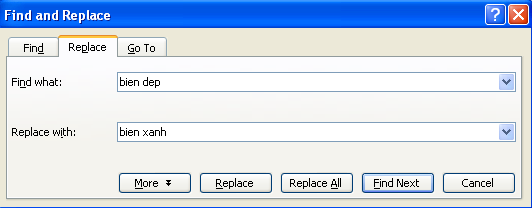 Find and Replace
Find Replace Go To
Find what: bien dep
Replace with: bien xanh
More Replace Replace All Find Next Cancel